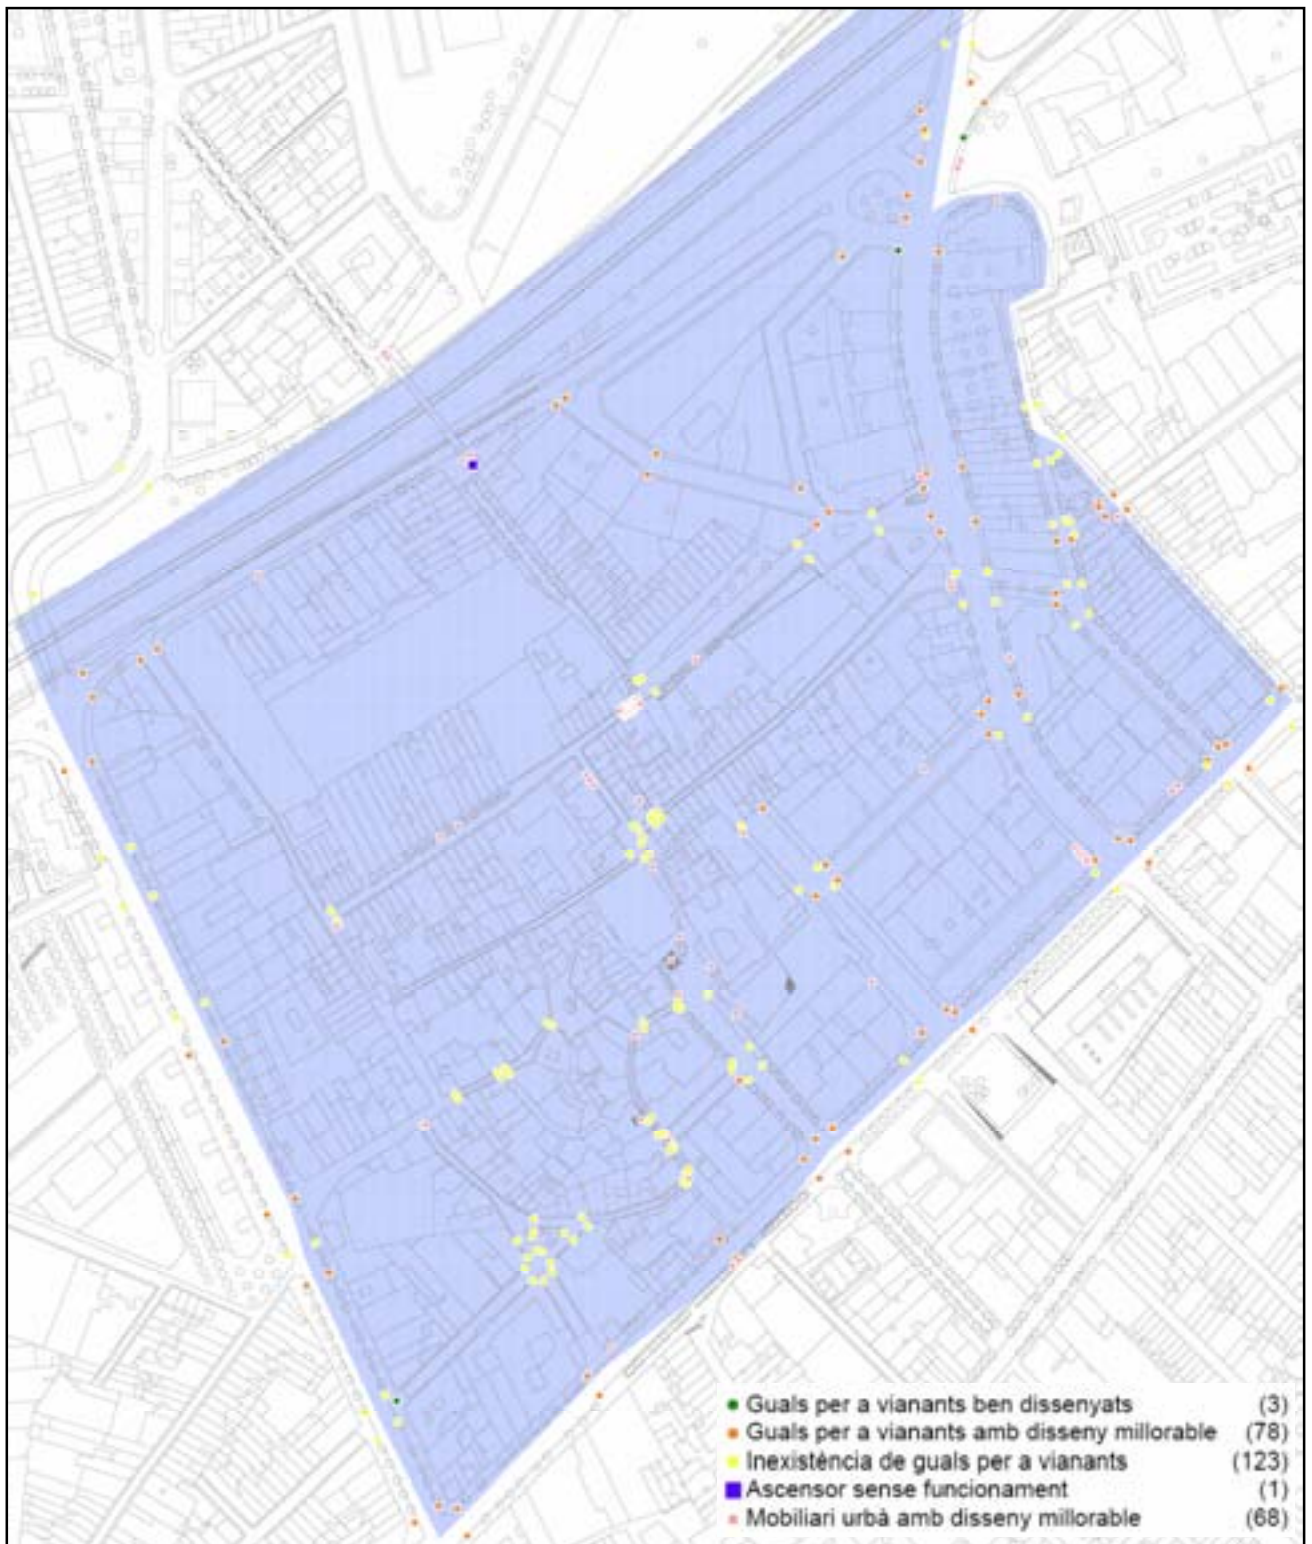 Guals per a vianants ben dissenyats (3)
Guals per a vianants amb disseny millorable (78)
Inexistència de guals per a vianants (123)
Ascensor sense funcionament (1)
Mobiliari urbà amb disseny millorable (68)